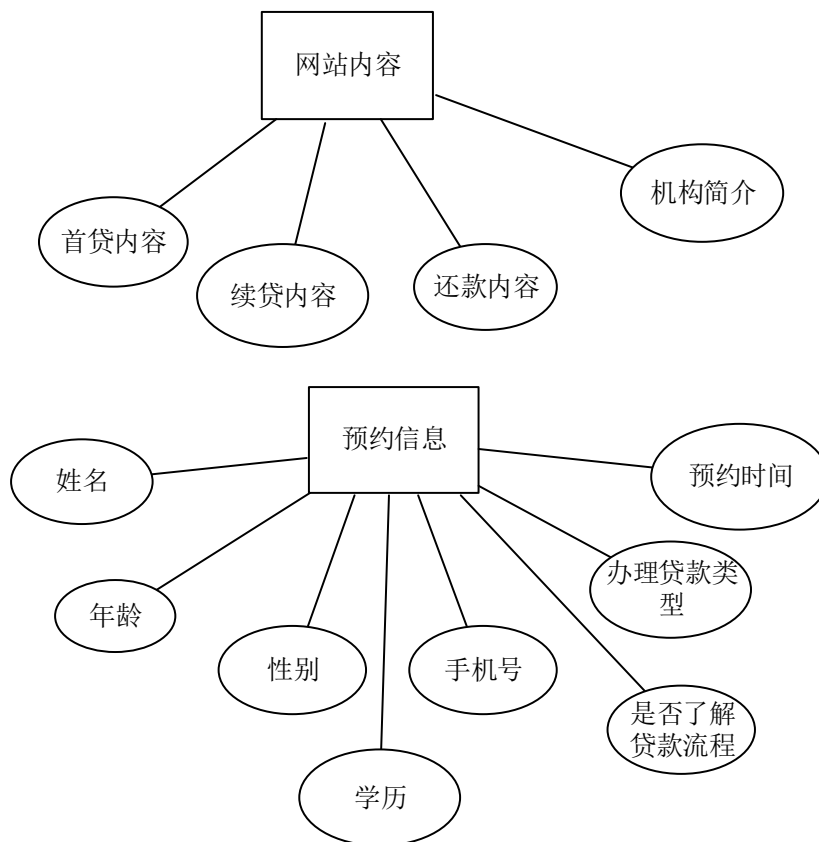 网站内容
机构简介
首贷内容
续贷内容
还款内容
预约信息
姓名
预约时间
办理贷款类
型
年龄
性别
手机号
是否了解
贷款流程
学历